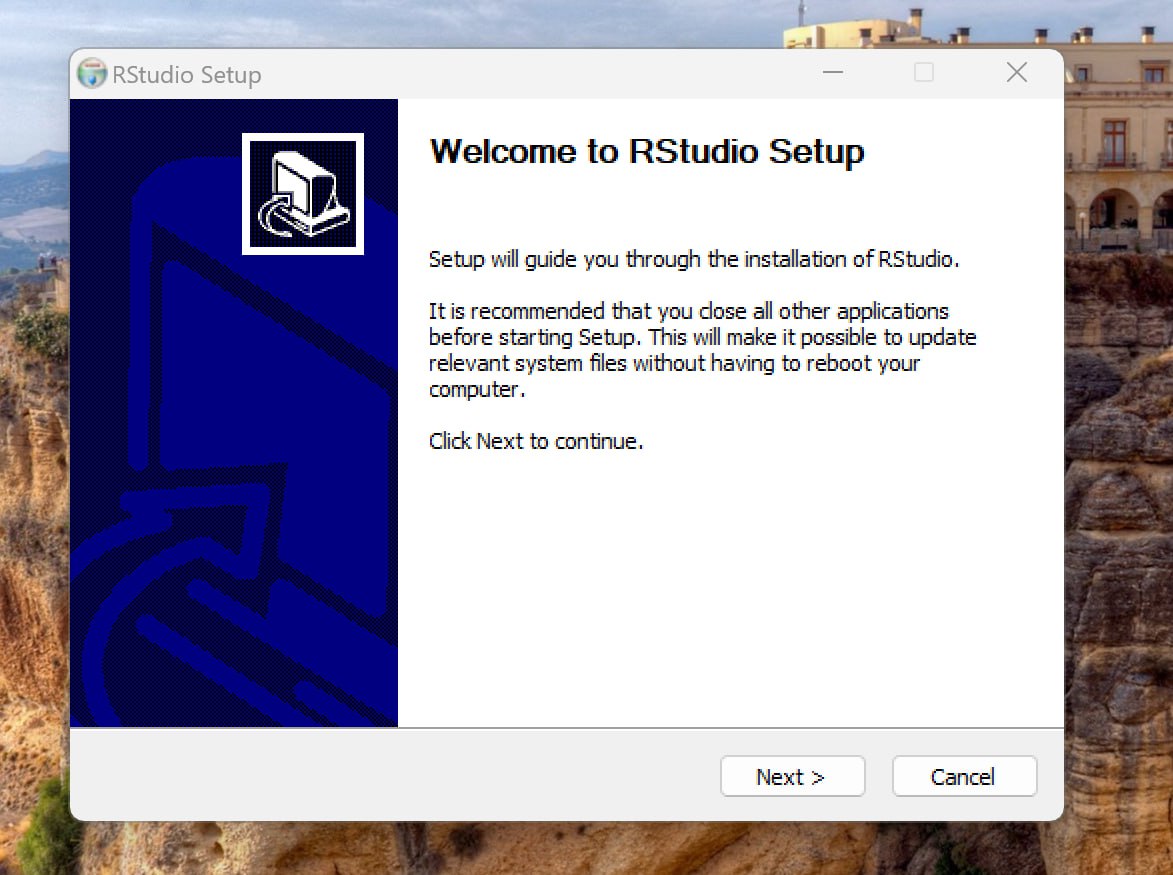 RStudio Setup
Welcome to RStudio Setup
Setup will guide you through the installation of RStudio.
It is recommended that you close all other applications
before starting Setup. This will make it possible to update
relevant system files without having to reboot your
computer.
Click Next to continue.
Next >
Cancel